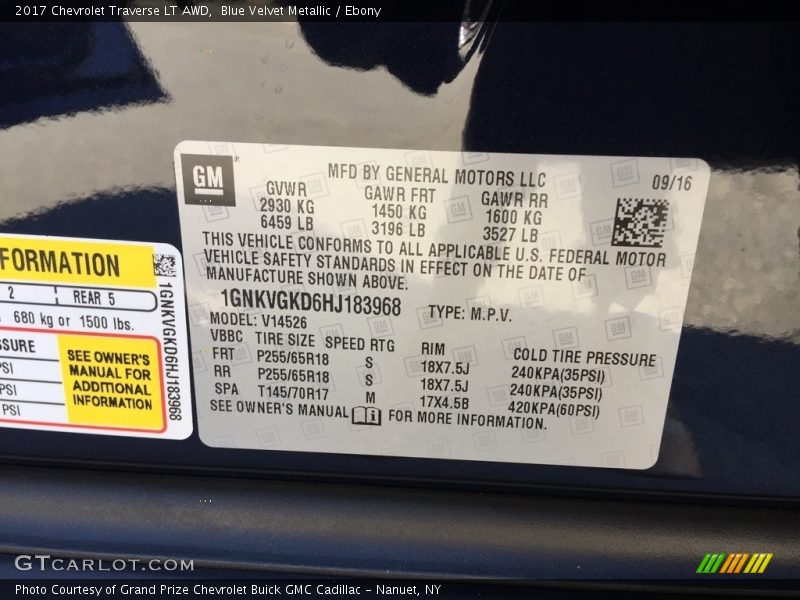 2017 Chevrolet Traverse LT AWD,  Blue Velvet Metallic / Ebony
GM
MFD BY GENERAL MOTORS LLC
09/16
GVWR GAWR FRT GAWR RR
2930 KG 1450 KG 1600 KG
6459 LB 3196 LB 3527 LB
THIS VEHICLE CONFORMS TO ALL APPLICABLE U.S. FEDERAL MOTOR
VEHICLE SAFETY STANDARDS IN EFFECT ON THE DATE OF
MANUFACTURE SHOWN ABOVE.
1GNKVGKD6HJ183968 TYPE: M.P.V.
MODEL: V14526
VBBC TIRE SIZE SPEED RTG RIM COLD TIRE PRESSURE
FRT P255/65R18 S 18X7.5J 240KPA(35PSI)
RR P255/65R18 S 18X7.5J 240KPA(35PSI)
SPA T145/70R17 M 17X4.5B 420KPA(60PSI)
SEE OWNER'S MANUAL i FOR MORE INFORMATION.
FORMATION
2 REAR 5
680 kg or 1500 lbs.
SSURE
PSI
PSI
PSI
SEE OWNER'S
MANUAL FOR
ADDITIONAL
INFORMATION
1GNKVGKD6HJ183968
GTCARLOT.COM
Photo Courtesy of Grand Prize Chevrolet Buick GMC Cadillac - Nanuet, NY